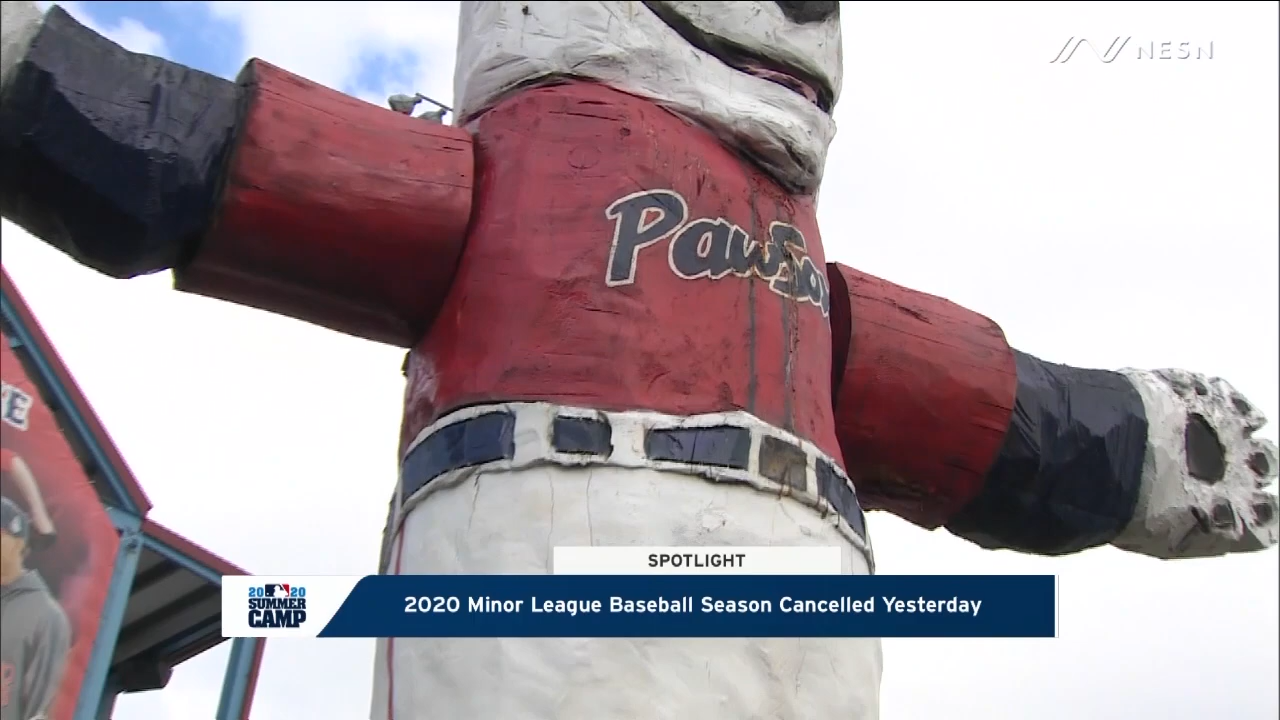 NESN
PawSox
E
SPOTLIGHT
2020
SUMMER
CAMP
2020 Minor League Baseball Season Cancelled Yesterday